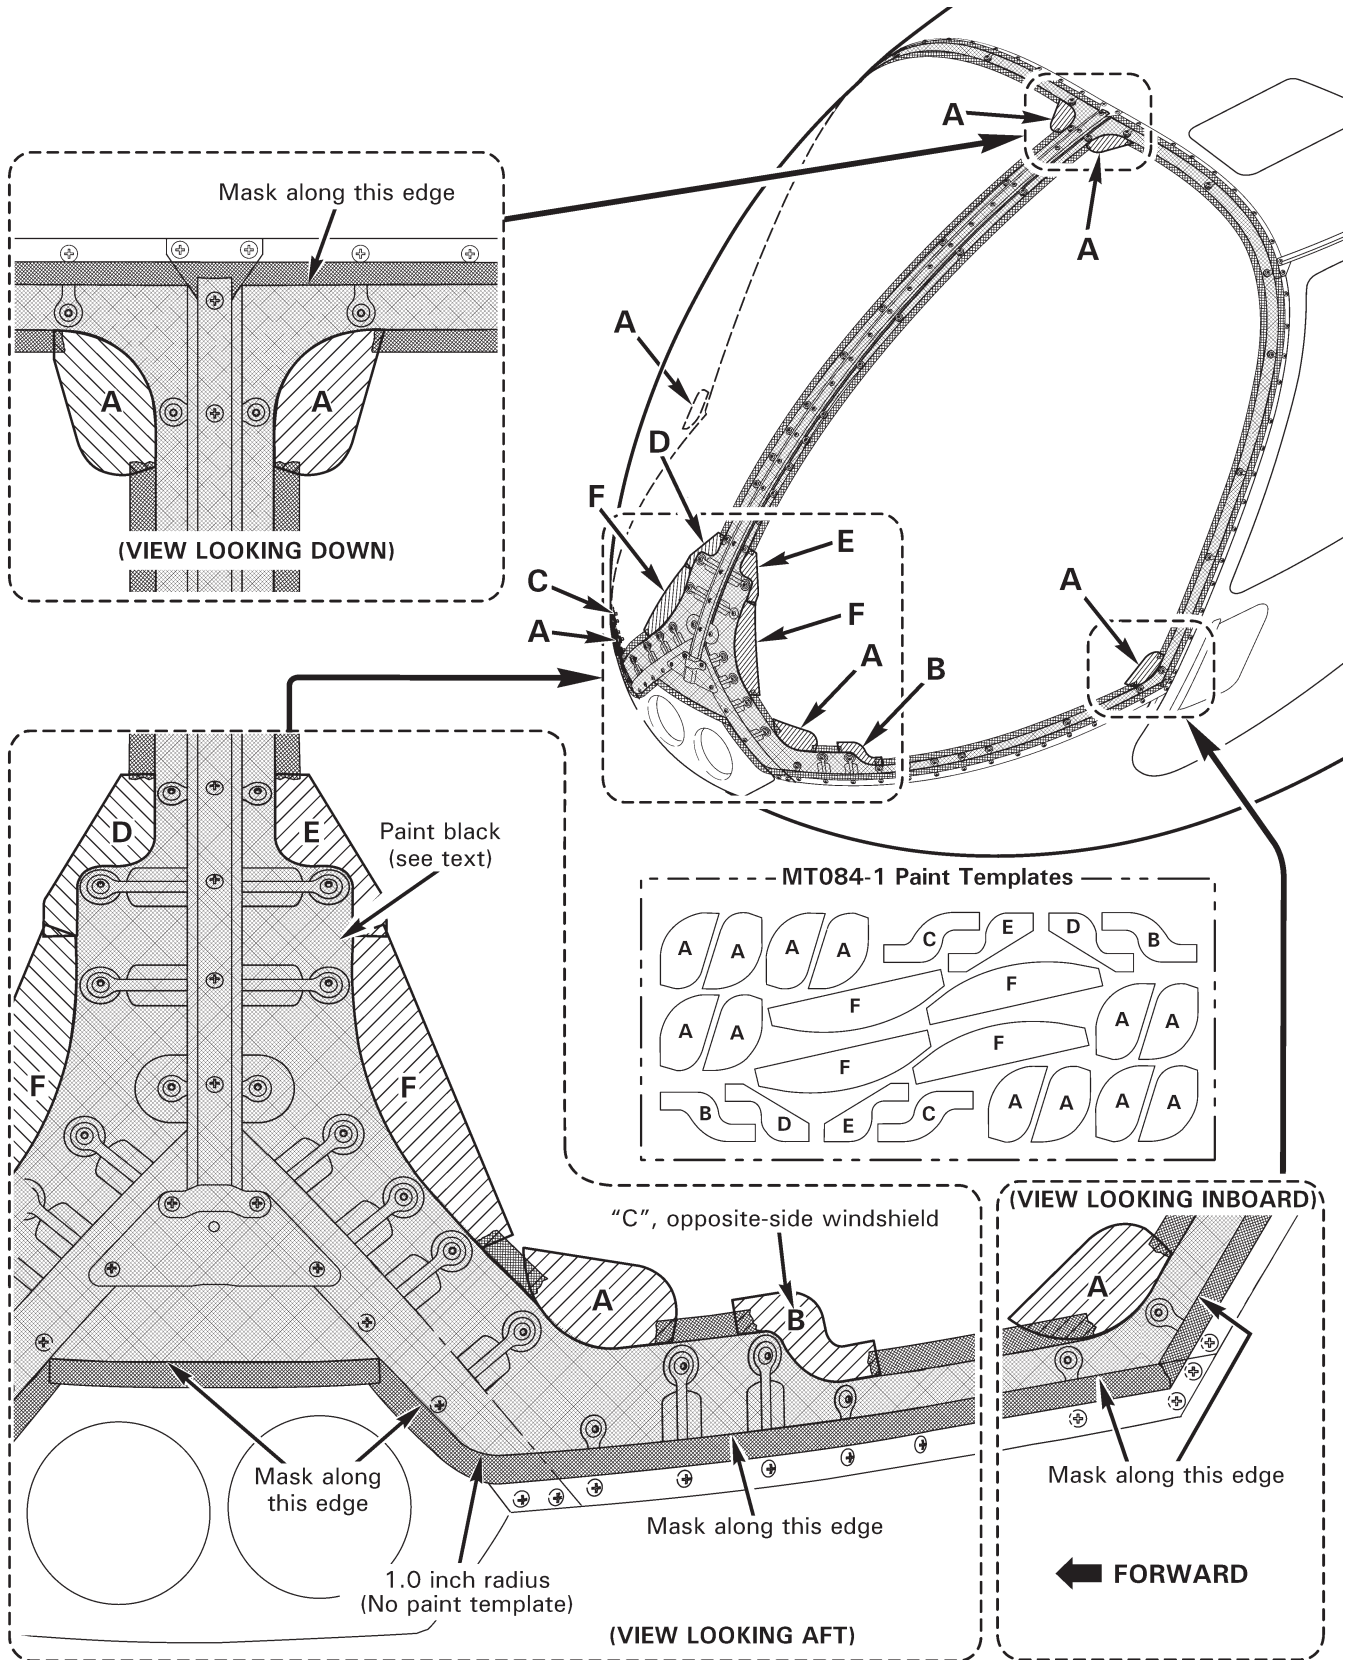 A
A
Mask along this edge
A
A
(VIEW LOOKING DOWN)
A
D
F
E
C
A
F
A
B
A
D
E
Paint black
(see text)
F
F
MT084-1 Paint Templates
A
A
A
A
C
E
D
B
F
F
A
A
A
A
F
F
B
D
E
C
A
A
A
A
"C", opposite-side windshield
A
B
(VIEW LOOKING INBOARD)
A
Mask along
this edge
Mask along this edge
1.0 inch radius
(No paint template)
(VIEW LOOKING AFT)
Mask along this edge
FORWARD